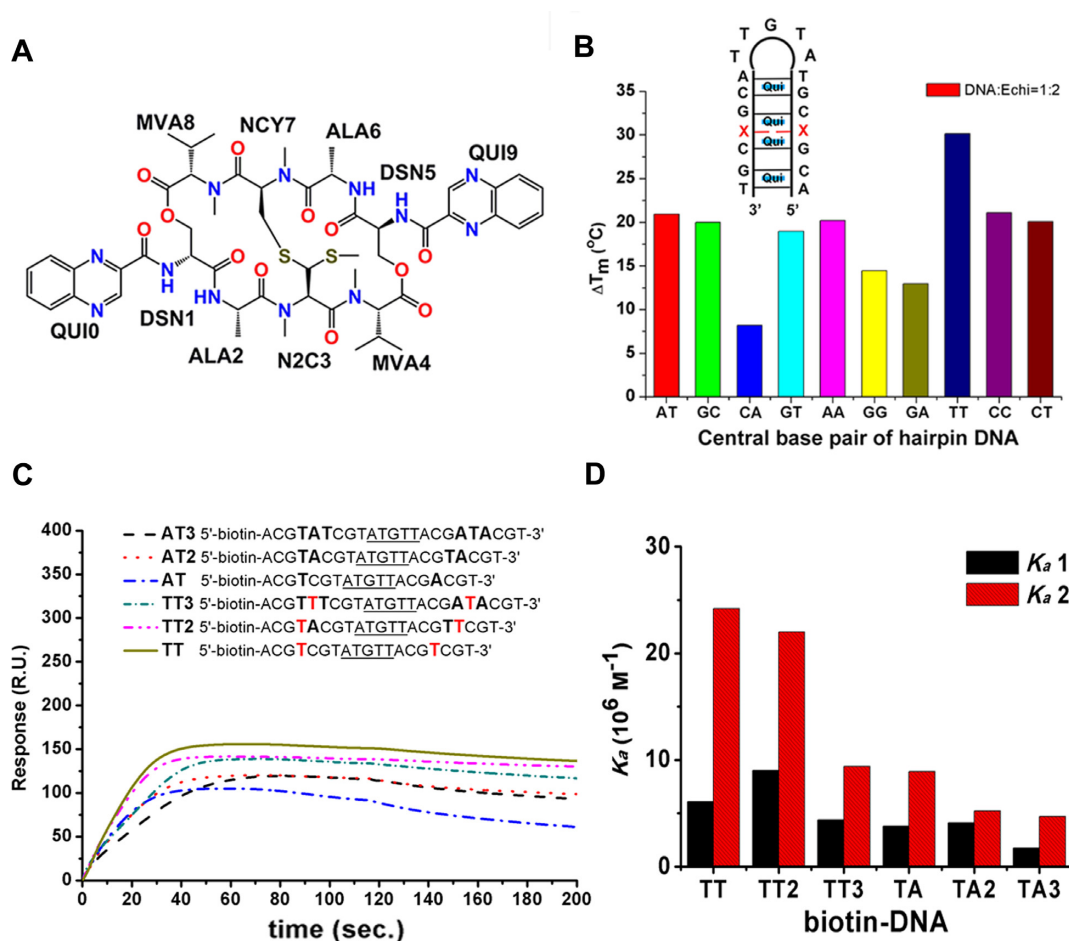 A
MVA8
NCY7
ALA6
DSN5
QUI9
O
O
O
O
O
N
N
NH
HN
N
N
O
O
S
S
O
O
N
N
O
N
H
O
H
N
N
N
O
O
O
QUI0
DSN1
ALA2
N2C3
MVA4
B
35
30
25
20
15
10
5
0
ΔTm (°C)
DNA:Echi=1:2
T G T
T A
A T
C Qui G
G C
X Qui X
C Qui G
G C
T Qui A
3' 5'
AT GC CA GT AA GG GA TT CC CT
Central base pair of hairpin DNA
C
400
350
300
250
200
150
100
50
0
Response (R.U.)
AT3 5'-biotin-ACGTATCGTATGTTACGATACGT-3'
AT2 5'-biotin-ACGTACGTATGTTACGTACGT-3'
AT 5'-biotin-ACGTCGTATGTTACGACGT-3'
TT3 5'-biotin-ACGTTTCGTATGTTACGATACGT-3'
TT2 5'-biotin-ACGTACGTATGTTACGTTCGT-3'
TT 5'-biotin-ACGTCGTATGTTACGTCGT-3'
0 20 40 60 80 100 120 140 160 180 200
time (sec.)
D
30
20
10
0
Ka (10⁶ M⁻¹)
Ka 1
Ka 2
TT TT2 TT3 TA TA2 TA3
biotin-DNA